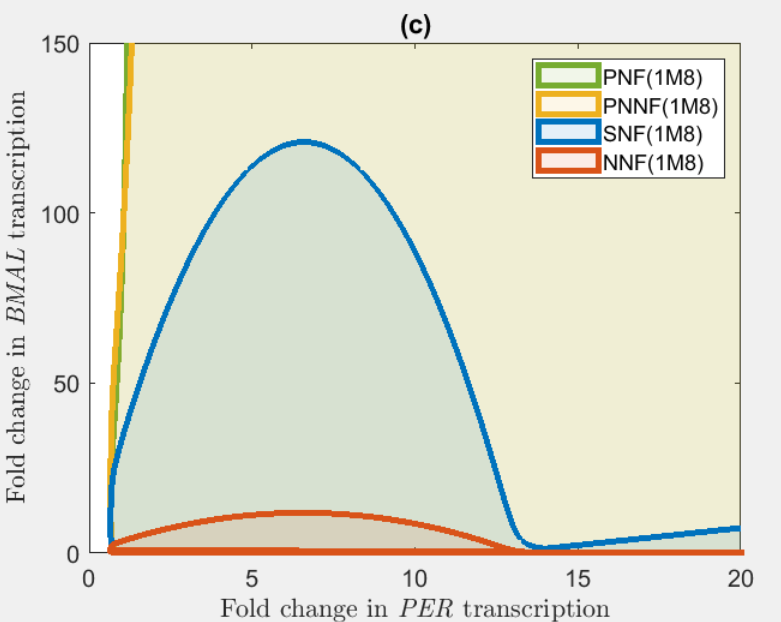 (c)
150
100
50
0
Fold change in BMAL transcription
PNF(1M8)
PNNF(1M8)
SNF(1M8)
NNF(1M8)
0 5 10 15 20
Fold change in PER transcription